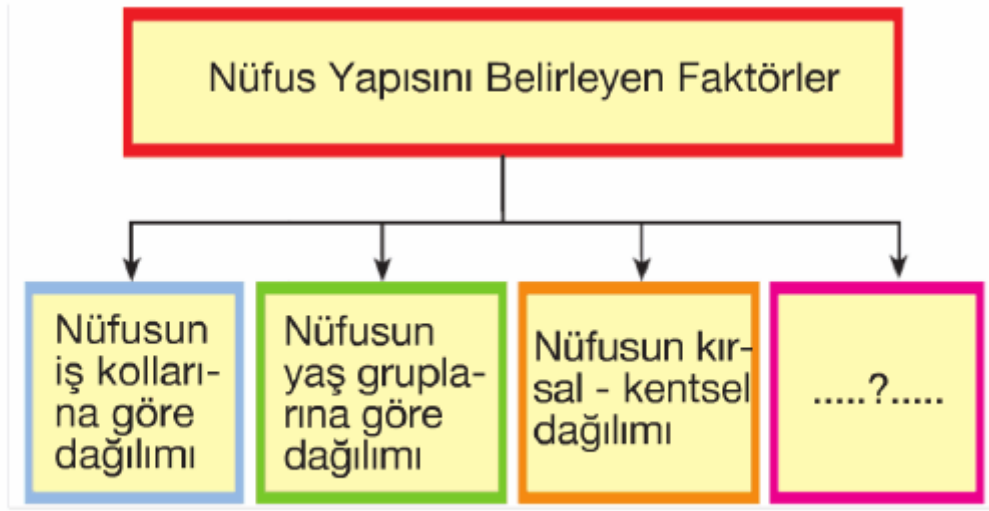 Nüfus Yapısını Belirleyen Faktörler
Nüfusun
iş kolları-
na göre
dağılımı
Nüfusun
yaş grupla-
rına göre
dağılımı
Nüfusun kır-
sal - kentsel
dağılımı
.....?.....